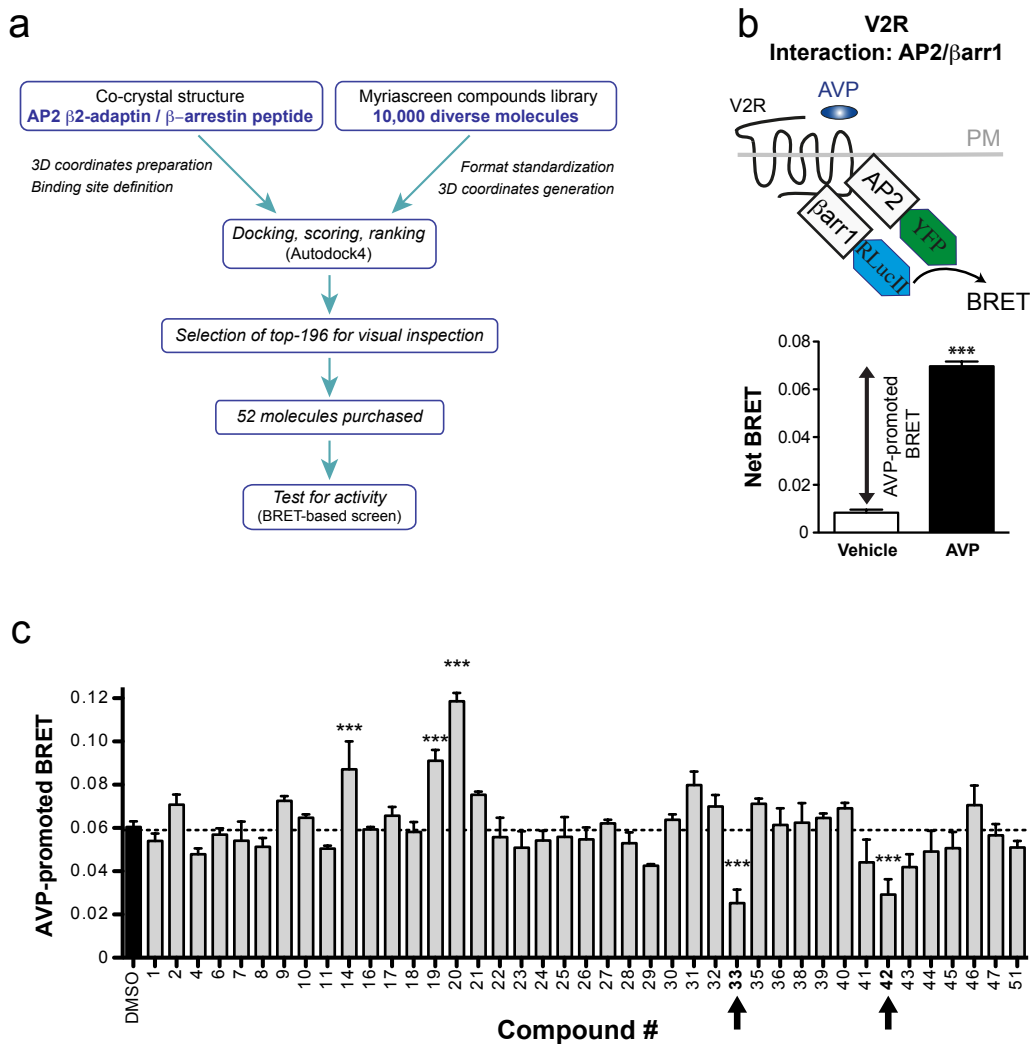 a
Co-crystal structure
AP2 β2-adaptin / β–arrestin peptide
Myriascreen compounds library
10,000 diverse molecules
3D coordinates preparation
Binding site definition
Format standardization
3D coordinates generation
Docking, scoring, ranking
(Autodock4)
Selection of top-196 for visual inspection
52 molecules purchased
Test for activity
(BRET-based screen)
b
V2R
Interaction: AP2/βarr1
AVP
V2R
PM
AP2
βarr1
YFP
RLucII
BRET
Net BRET
0.08
0.06
0.04
0.02
0
AVP-promoted
BRET
***
Vehicle
AVP
c
AVP-promoted BRET
0.12
0.10
0.08
0.06
0.04
0.02
0
***
***
***
***
***
DMSO
1
2
4
6
7
8
9
10
11
14
16
17
18
19
20
21
22
23
24
25
26
27
28
29
30
31
32
33
35
36
38
39
40
41
42
43
44
45
46
47
51
Compound #